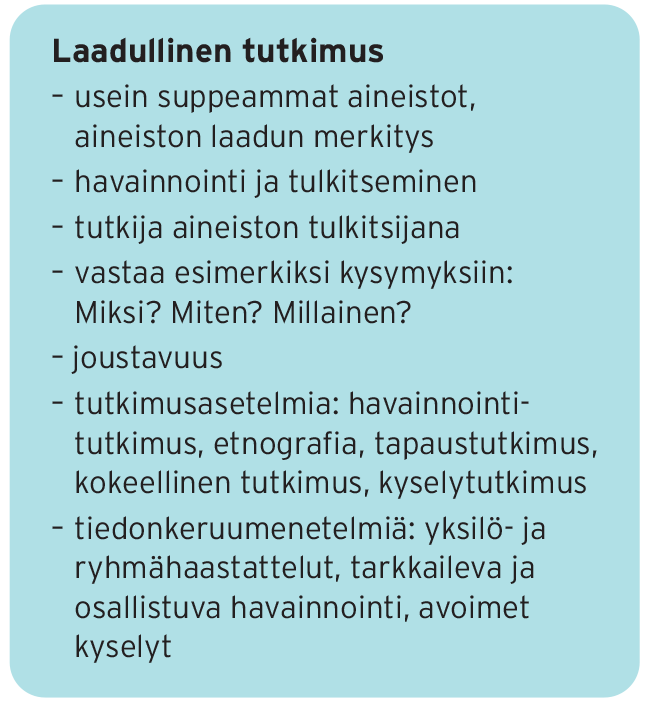 Laadullinen tutkimus
– usein suppeammat aineistot,
aineiston laadun merkitys
– havainnointi ja tulkitseminen
– tutkija aineiston tulkitsijana
– vastaa esimerkiksi kysymyksiin:
Miksi? Miten? Millainen?
– joustavuus
– tutkimusasetelmia: havainnointi-
tutkimus, etnografia, tapaustutkimus,
kokeellinen tutkimus, kyselytutkimus
– tiedonkeruumenetelmiä: yksilö- ja
ryhmähaastattelut, tarkkaileva ja
osallistuva havainnointi, avoimet
kyselyt